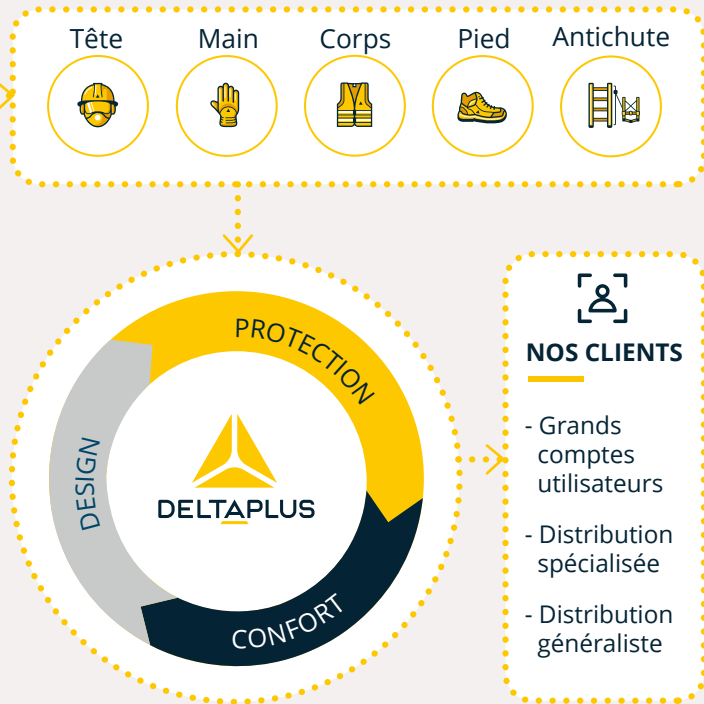 Tête Main Corps Pied Antichute
PROTECTION
DESIGN
DELTAPLUS
CONFORT
NOS CLIENTS
- Grands
comptes
utilisateurs
- Distribution
spécialisée
- Distribution
généraliste